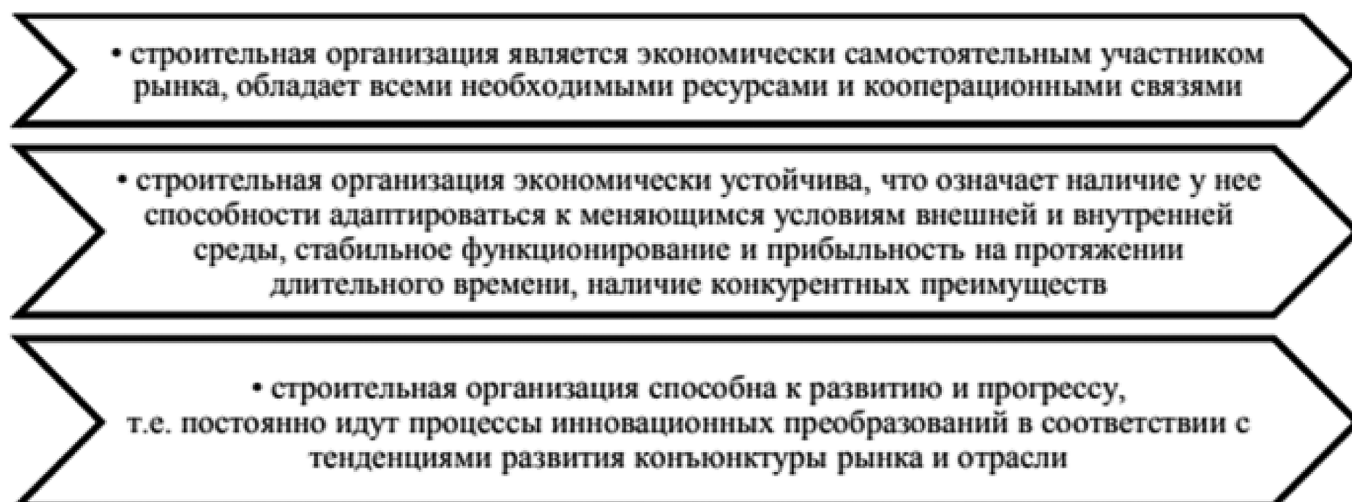 • строительная организация является экономически самостоятельным участником
рынка, обладает всеми необходимыми ресурсами и кооперационными связями
• строительная организация экономически устойчива, что означает наличие у нее
способности адаптироваться к меняющимся условиям внешней и внутренней
среды, стабильное функционирование и прибыльность на протяжении
длительного времени, наличие конкурентных преимуществ
• строительная организация способна к развитию и прогрессу,
т.е. постоянно идут процессы инновационных преобразований в соответствии с
тенденциями развития конъюнктуры рынка и отрасли